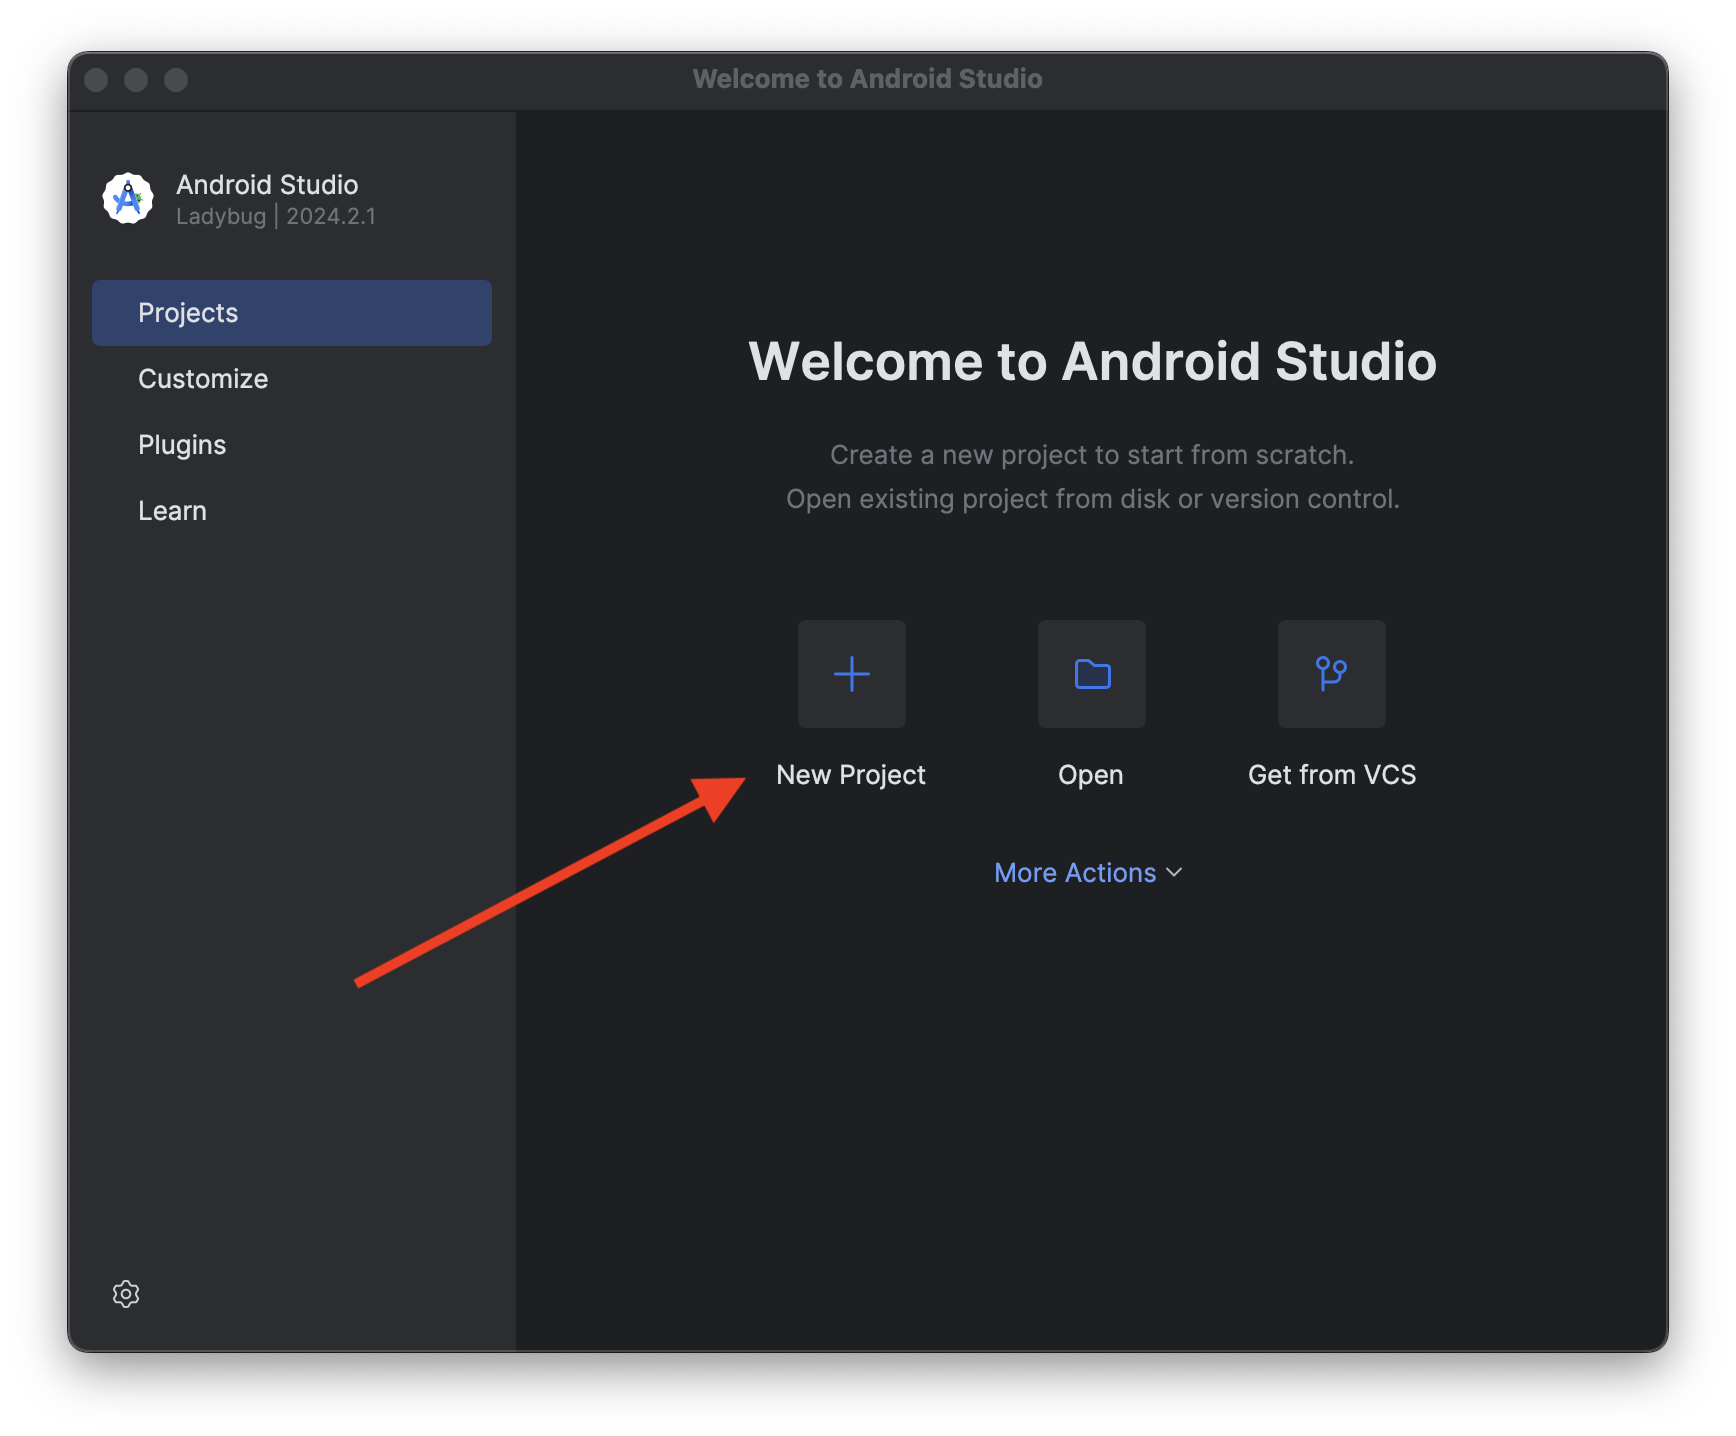 Welcome to Android Studio
Android Studio
Ladybug | 2024.2.1
Projects
Customize
Plugins
Learn
Welcome to Android Studio
Create a new project to start from scratch.
Open existing project from disk or version control.
New Project
Open
Get from VCS
More Actions